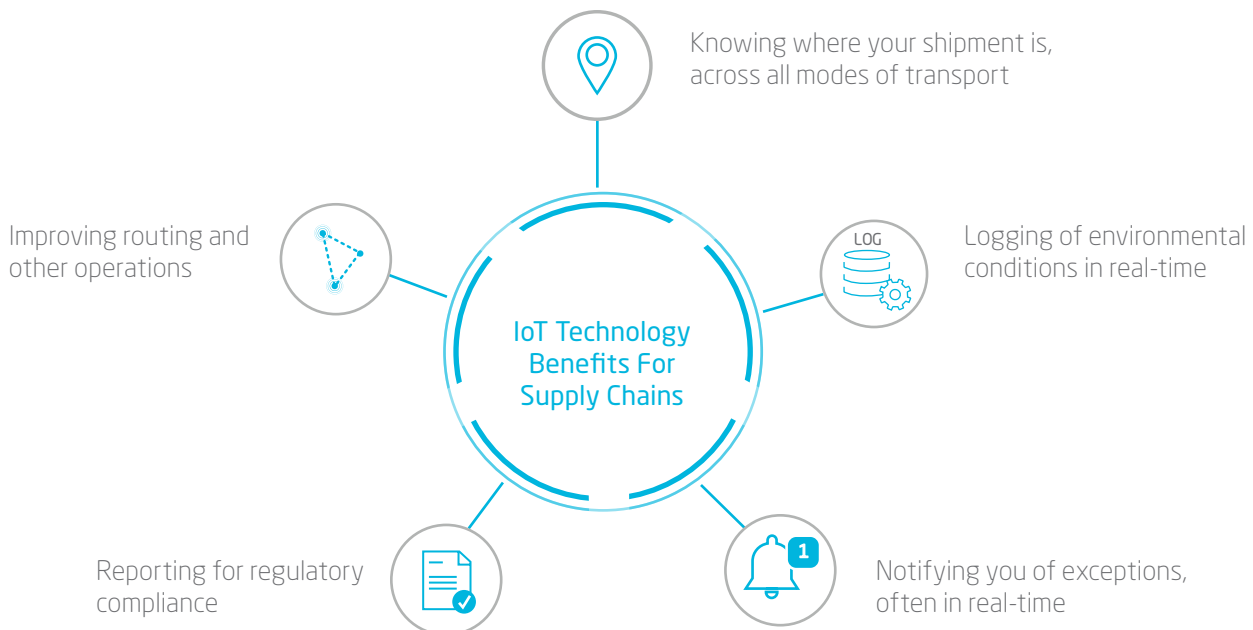 Knowing where your shipment is,
across all modes of transport
Improving routing and
other operations
LOG
Logging of environmental
conditions in real-time
IoT Technology
Benefits For
Supply Chains
Reporting for regulatory
compliance
1
Notifying you of exceptions,
often in real-time